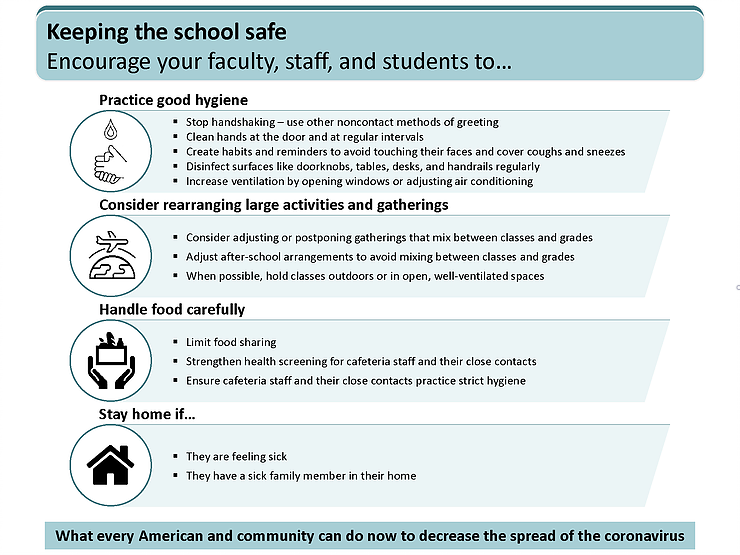 Keeping the school safe
Encourage your faculty, staff, and students to…
Practice good hygiene
▪ Stop handshaking – use other noncontact methods of greeting
▪ Clean hands at the door and at regular intervals
▪ Create habits and reminders to avoid touching their faces and cover coughs and sneezes
▪ Disinfect surfaces like doorknobs, tables, desks, and handrails regularly
▪ Increase ventilation by opening windows or adjusting air conditioning
Consider rearranging large activities and gatherings
▪ Consider adjusting or postponing gatherings that mix between classes and grades
▪ Adjust after-school arrangements to avoid mixing between classes and grades
▪ When possible, hold classes outdoors or in open, well-ventilated spaces
Handle food carefully
▪ Limit food sharing
▪ Strengthen health screening for cafeteria staff and their close contacts
▪ Ensure cafeteria staff and their close contacts practice strict hygiene
Stay home if…
▪ They are feeling sick
▪ They have a sick family member in their home
What every American and community can do now to decrease the spread of the coronavirus